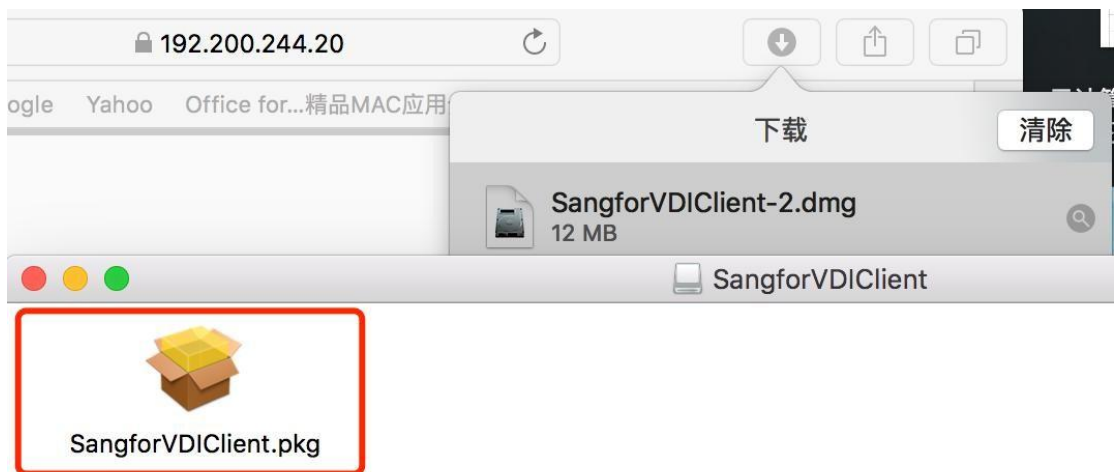 192.200.244.20
ogle Yahoo Office for...精品MAC应用
下载
清除
SangforVDIClient-2.dmg
12 MB
SangforVDIClient
SangforVDIClient.pkg